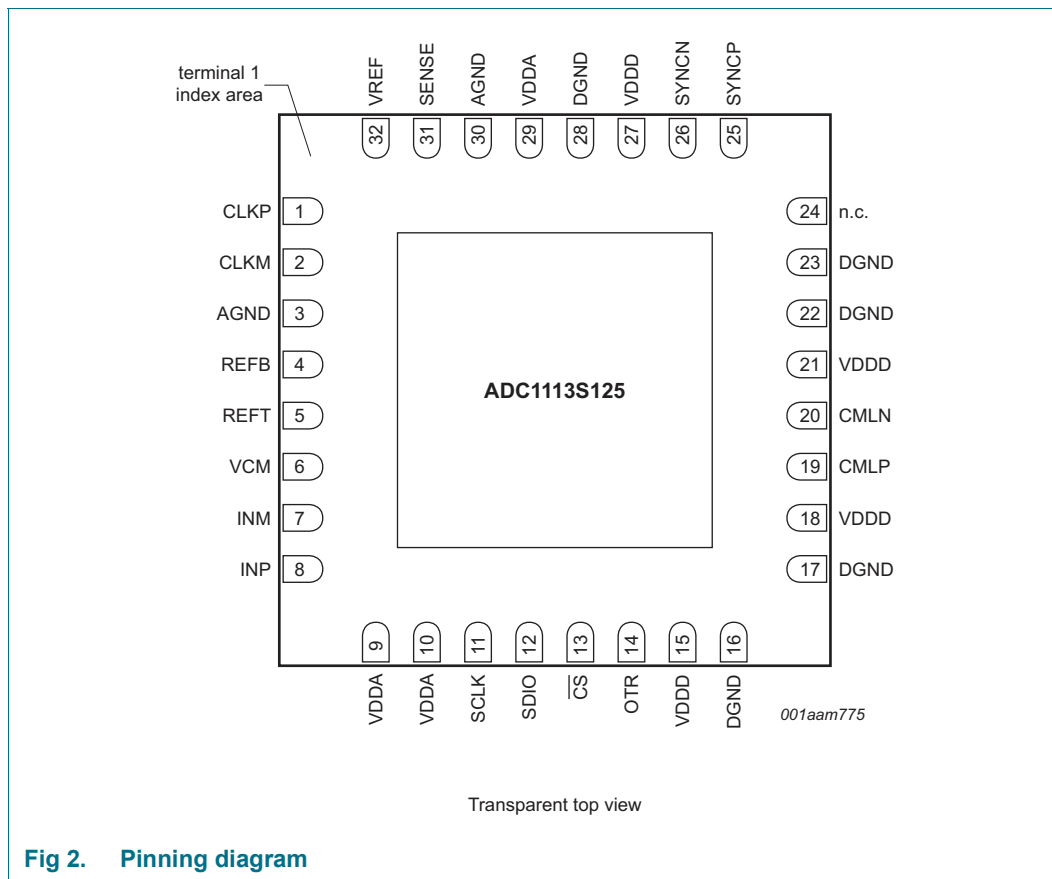 terminal 1
index area
VREF
SENSE
AGND
VDDA
DGND
VDDD
SYNCN
SYNCP
32
31
30
29
28
27
26
25
CLKP 1
CLKM 2
AGND 3
REFB 4
REFT 5
VCM 6
INM 7
INP 8
ADC1113S125
24 n.c.
23 DGND
22 DGND
21 VDDD
20 CMLN
19 CMLP
18 VDDD
17 DGND
9
10
11
12
13
14
15
16
VDDA
VDDA
SCLK
SDIO
C̅S̅
OTR
VDDD
DGND
001aam775
Transparent top view
Fig 2. Pinning diagram